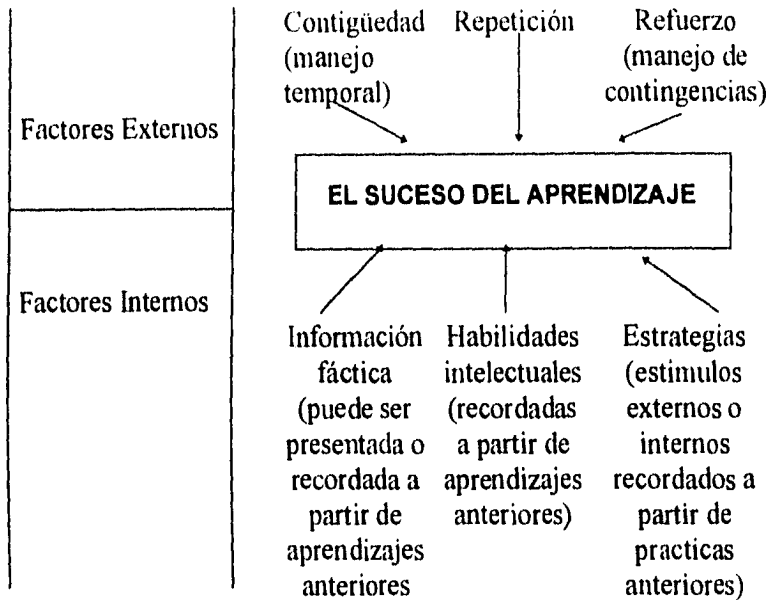 Factores Externos
Contigüedad
(manejo
temporal)
Repetición
Refuerzo
(manejo de
contingencias)
EL SUCESO DEL APRENDIZAJE
Factores Internos
Información
fáctica
(puede ser
presentada o
recordada a
partir de
aprendizajes
anteriores
Habilidades
intelectuales
(recordadas
a partir de
aprendizajes
anteriores)
Estrategias
(estimulos
externos o
internos
recordados a
partir de
practicas
anteriores)